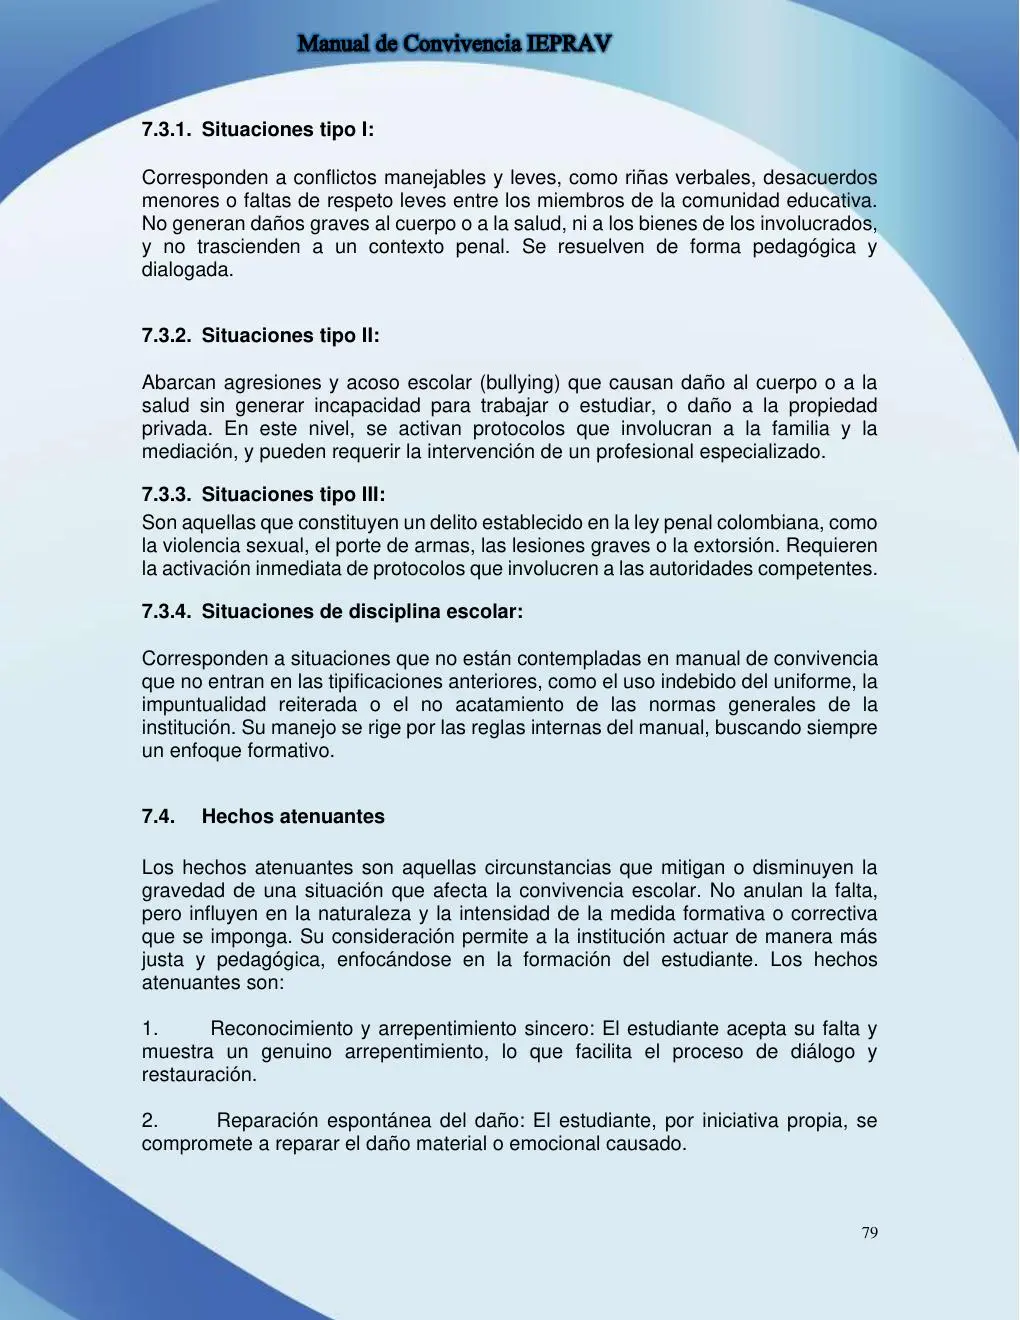 Manual de Convivencia IEPRAV
7.3.1. Situaciones tipo I:
Corresponden a conflictos manejables y leves, como riñas verbales, desacuerdos
menores o faltas de respeto leves entre los miembros de la comunidad educativa.
No generan daños graves al cuerpo o a la salud, ni a los bienes de los involucrados,
y no trascienden a un contexto penal. Se resuelven de forma pedagógica y
dialogada.
7.3.2. Situaciones tipo II:
Abarcan agresiones y acoso escolar (bullying) que causan daño al cuerpo o a la
salud sin generar incapacidad para trabajar o estudiar, o daño a la propiedad
privada. En este nivel, se activan protocolos que involucran a la familia y la
mediación, y pueden requerir la intervención de un profesional especializado.
7.3.3. Situaciones tipo III:
Son aquellas que constituyen un delito establecido en la ley penal colombiana, como
la violencia sexual, el porte de armas, las lesiones graves o la extorsión. Requieren
la activación inmediata de protocolos que involucren a las autoridades competentes.
7.3.4. Situaciones de disciplina escolar:
Corresponden a situaciones que no están contempladas en manual de convivencia
que no entran en las tipificaciones anteriores, como el uso indebido del uniforme, la
impuntualidad reiterada o el no acatamiento de las normas generales de la
institución. Su manejo se rige por las reglas internas del manual, buscando siempre
un enfoque formativo.
7.4. Hechos atenuantes
Los hechos atenuantes son aquellas circunstancias que mitigan o disminuyen la
gravedad de una situación que afecta la convivencia escolar. No anulan la falta,
pero influyen en la naturaleza y la intensidad de la medida formativa o correctiva
que se imponga. Su consideración permite a la institución actuar de manera más
justa y pedagógica, enfocándose en la formación del estudiante. Los hechos
atenuantes son:
1. Reconocimiento y arrepentimiento sincero: El estudiante acepta su falta y
muestra un genuino arrepentimiento, lo que facilita el proceso de diálogo y
restauración.
2. Reparación espontánea del daño: El estudiante, por iniciativa propia, se
compromete a reparar el daño material o emocional causado.
79